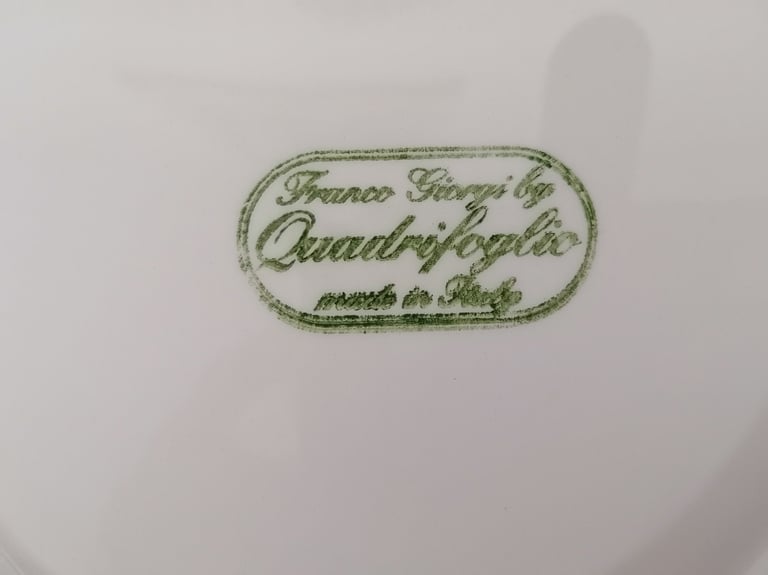 Franco Giorgi by
Quadrifoglio
made in Italy